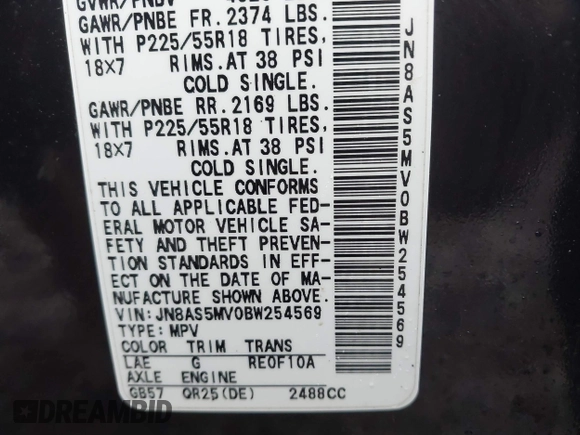 GAWR/PNBE FR. 2374 LBS.
WITH P225/55R18 TIRES,
18X7 RIMS. AT 38 PSI
COLD SINGLE.
GAWR/PNBE RR. 2169 LBS.
WITH P225/55R18 TIRES,
18X7 RIMS. AT 38 PSI
COLD SINGLE.
THIS VEHICLE CONFORMS
TO ALL APPLICABLE FED-
ERAL MOTOR VEHICLE SA-
FETY AND THEFT PREVEN-
TION STANDARDS IN EFF-
ECT ON THE DATE OF MA-
NUFACTURE SHOWN ABOVE.
VIN: JN8AS5MV0BW254569
TYPE: MPV
COLOR TRIM TRANS
LAE G RE0F10A
AXLE ENGINE
GB57 QR25(DE) 2488CC
JN8AS5MV0BW254569
DREAMBID